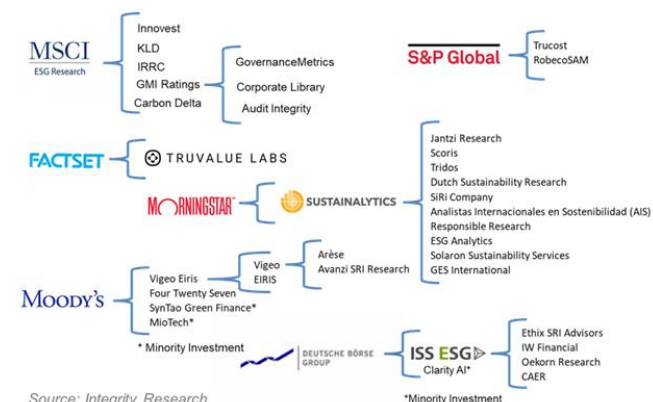 MSCI
ESG Research
Innovest
KLD
IRRC
GMI Ratings
Carbon Delta
GovernanceMetrics
Corporate Library
Audit Integrity
S&P Global
Trucost
RobecoSAM
FACTSET
TRUVALUE LABS
MORNINGSTAR
SUSTAINALYTICS
Jantzi Research
Scoris
Tridos
Dutch Sustainability Research
SiRi Company
Analistas Internacionales en Sostenibilidad (AIS)
Responsible Research
ESG Analytics
Solaron Sustainability Services
GES International
MOODY'S
Vigeo Eiris
Four Twenty Seven
SynTao Green Finance*
MioTech*
Vigeo
EIRIS
Arèse
Avanzi SRI Research
* Minority Investment
DEUTSCHE BÖRSE
GROUP
ISS ESG
Clarity AI*
Ethix SRI Advisors
IW Financial
Oekorn Research
CAER
*Minority Investment
Source: Integrity Research